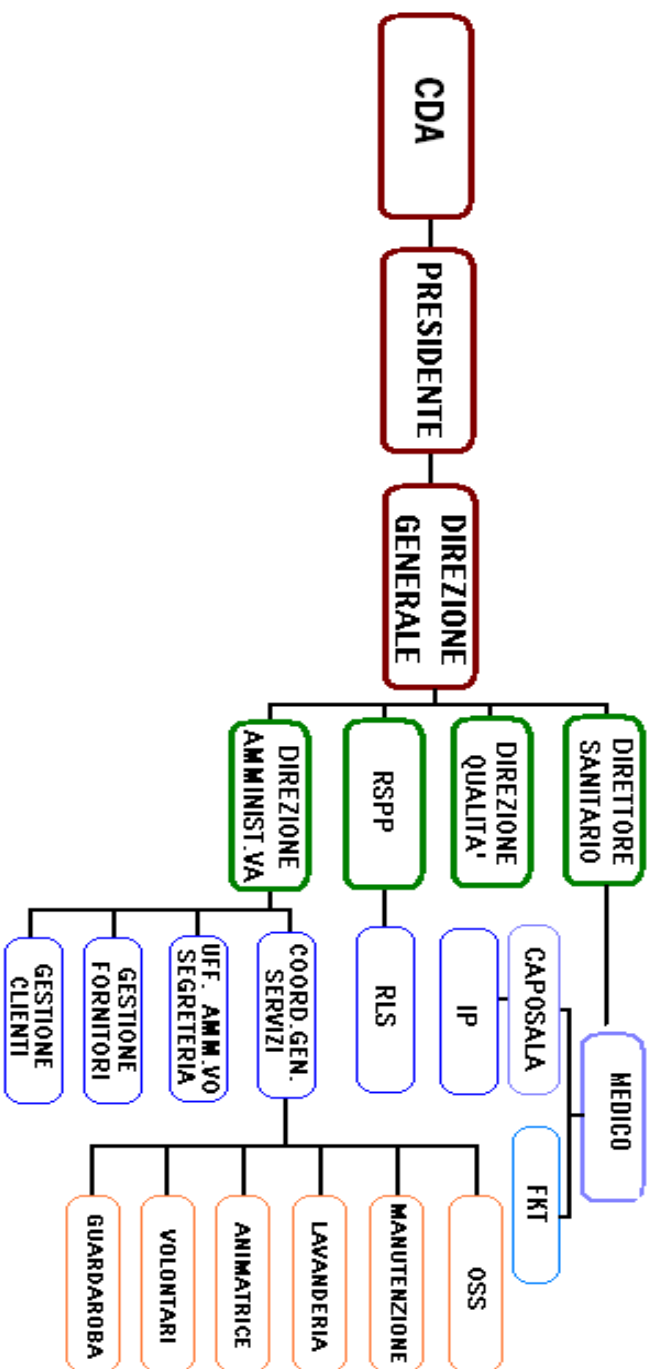 CDA
PRESIDENTE
DIREZIONE
GENERALE
DIRETTORE
SANITARIO
DIREZIONE
QUALITA'
RSPP
DIREZIONE
AMMINIST.VA
MEDICO
CAPOSALA
FKT
IP
RLS
COORD.GEN.
SERVIZI
UFF. AMM.VO
SEGRETERIA
GESTIONE
FORNITORI
GESTIONE
CLIENTI
OSS
MANUTENZIONE
LAVANDERIA
ANIMATRICE
VOLONTARI
GUARDAROBA